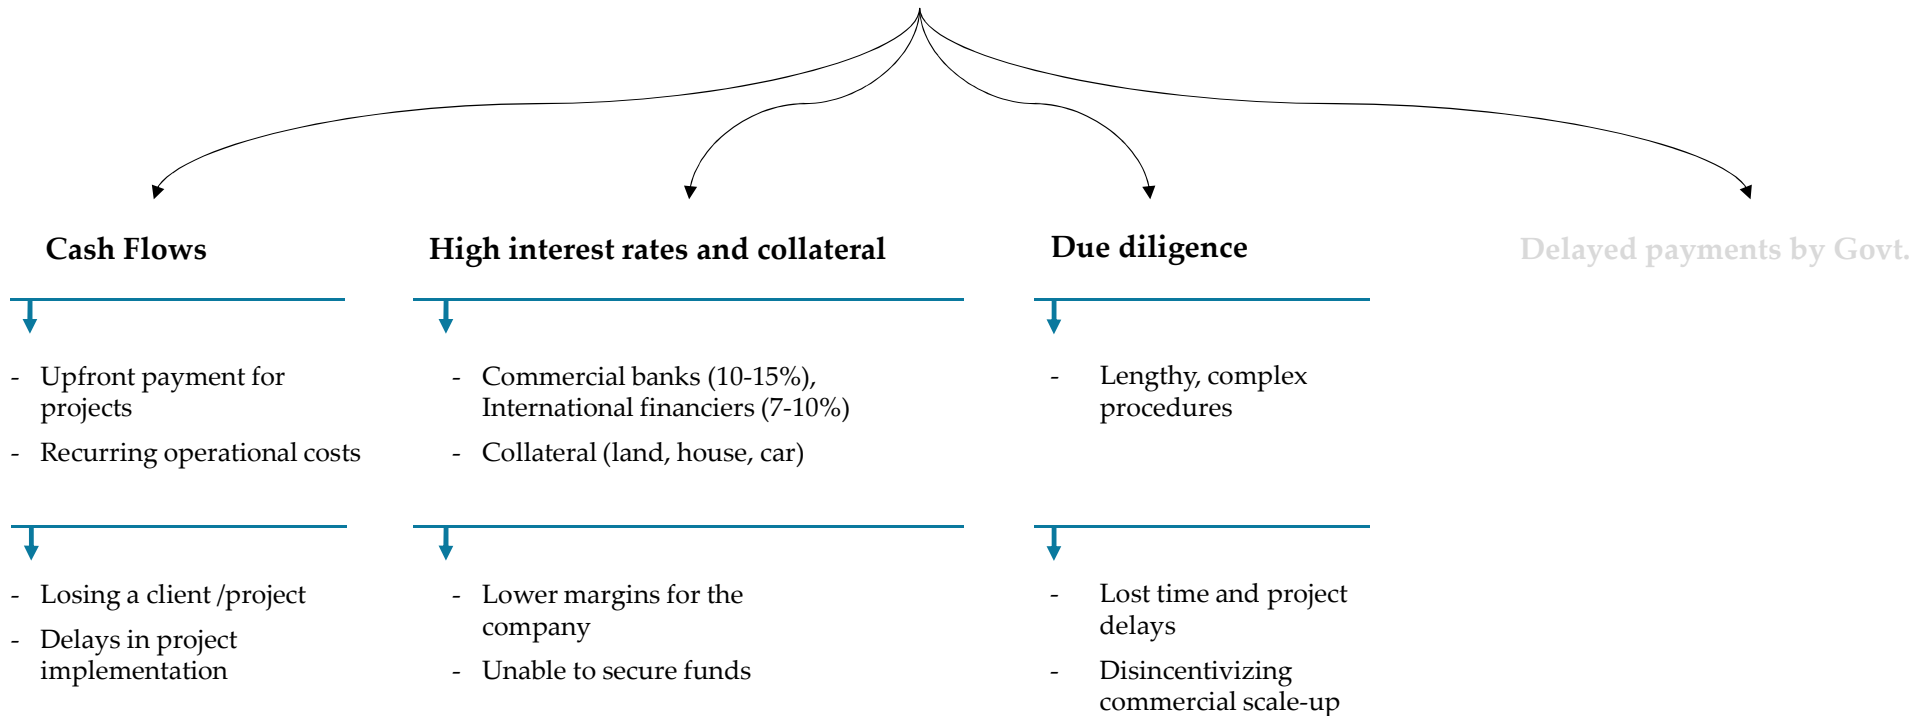 Cash Flows
High interest rates and collateral
Due diligence
Delayed payments by Govt.
- Upfront payment for
projects
- Recurring operational costs
- Commercial banks (10-15%),
International financiers (7-10%)
- Collateral (land, house, car)
- Lengthy, complex
procedures
- Losing a client /project
- Delays in project
implementation
- Lower margins for the
company
- Unable to secure funds
- Lost time and project
delays
- Disincentivizing
commercial scale-up